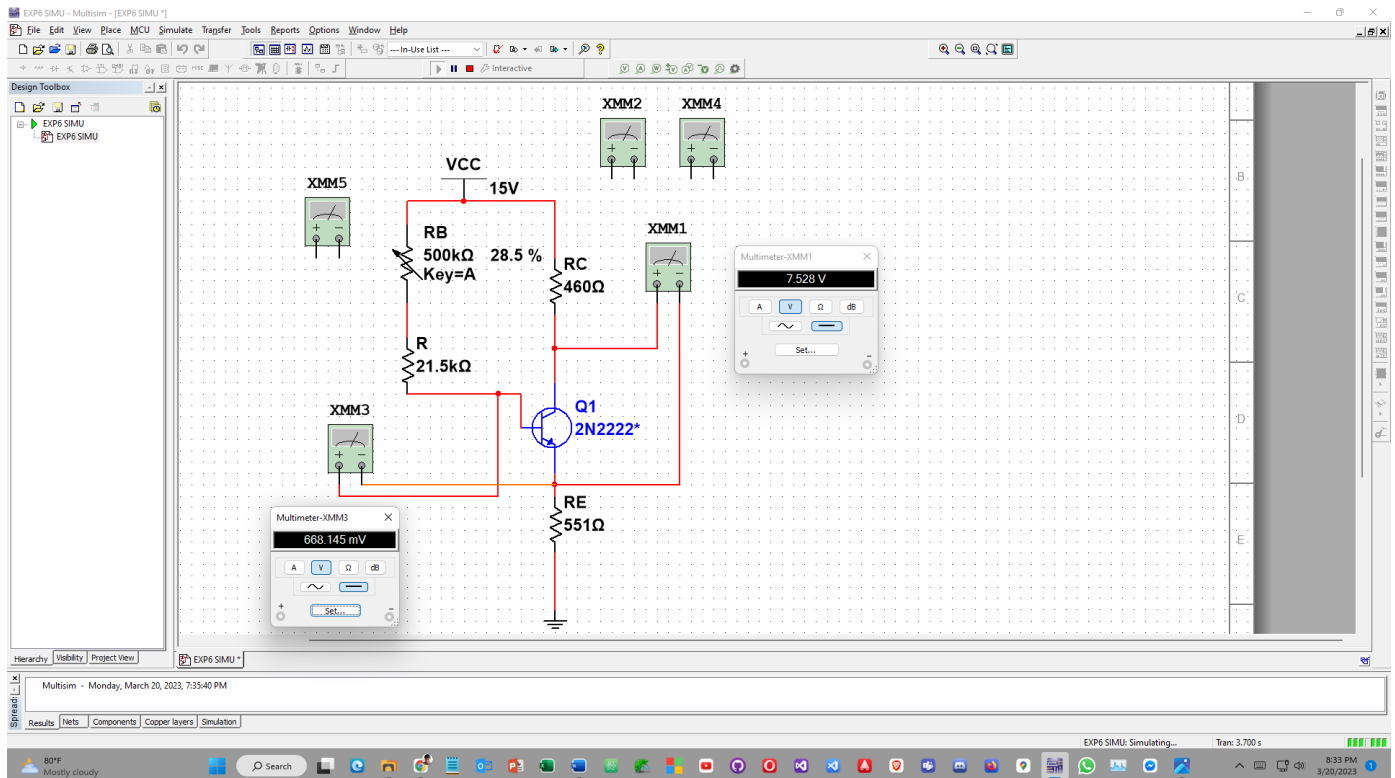 EXP6 SIMU - Multisim - [EXP6 SIMU *]
File Edit View Place MCU Simulate Transfer Tools Reports Options Window Help
--- In-Use List ---
Interactive
Design Toolbox
EXP6 SIMU
EXP6 SIMU
XMM2 XMM4
VCC
15V
XMM5
XMM1
RB
500kΩ 28.5 %
Key=A
RC
460Ω
Multimeter-XMM1
7.528 V
A V Ω dB
Set...
+ −
R
21.5kΩ
XMM3
Q1
2N2222*
RE
551Ω
Multimeter-XMM3
668.145 mV
A V Ω dB
Set...
+ −
B
C
D
E
Hierarchy Visibility Project View
EXP6 SIMU *
Multisim - Monday, March 20, 2023, 7:35:40 PM
Results Nets Components Copper layers Simulation
EXP6 SIMU: Simulating... Tran: 3.700 s
80°F
Mostly cloudy
Search
8:33 PM
3/20/2023